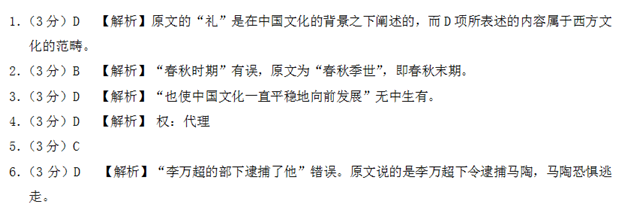 1.（3分）D 【解析】原文的“礼”是在中国文化的背景之下阐述的，而D项所表述的内容属于西方文
化的范畴。
2.（3分）B 【解析】“春秋时期”有误，原文为“春秋季世”，即春秋末期。
3.（3分）D 【解析】“也使中国文化一直平稳地向前发展”无中生有。
4.（3分）D 【解析】 权：代理
5.（3分）C
6.（3分）D 【解析】“李万超的部下逮捕了他”错误。原文说的是李万超下令逮捕马陶，马陶恐惧逃
走。